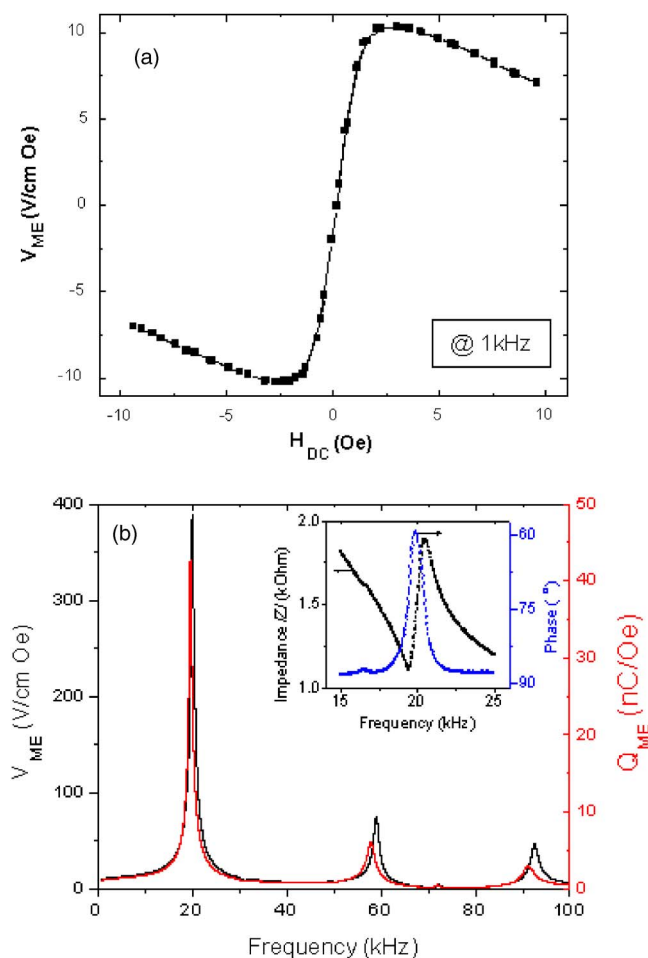 (a)
10
5
0
-5
-10
V_ME (V/cm Oe)
@ 1kHz
-10 -5 0 5 10
H_DC (Oe)
(b)
400
300
200
100
0
V_ME (V/cm Oe)
50
40
30
20
10
0
Q_ME (nC/Oe)
2.0
1.5
1.0
Impedance /Z/ (kOhm)
60
75
90
Phase ( °)
15 20 25
Frequency (kHz)
0 20 40 60 80 100
Frequency (kHz)